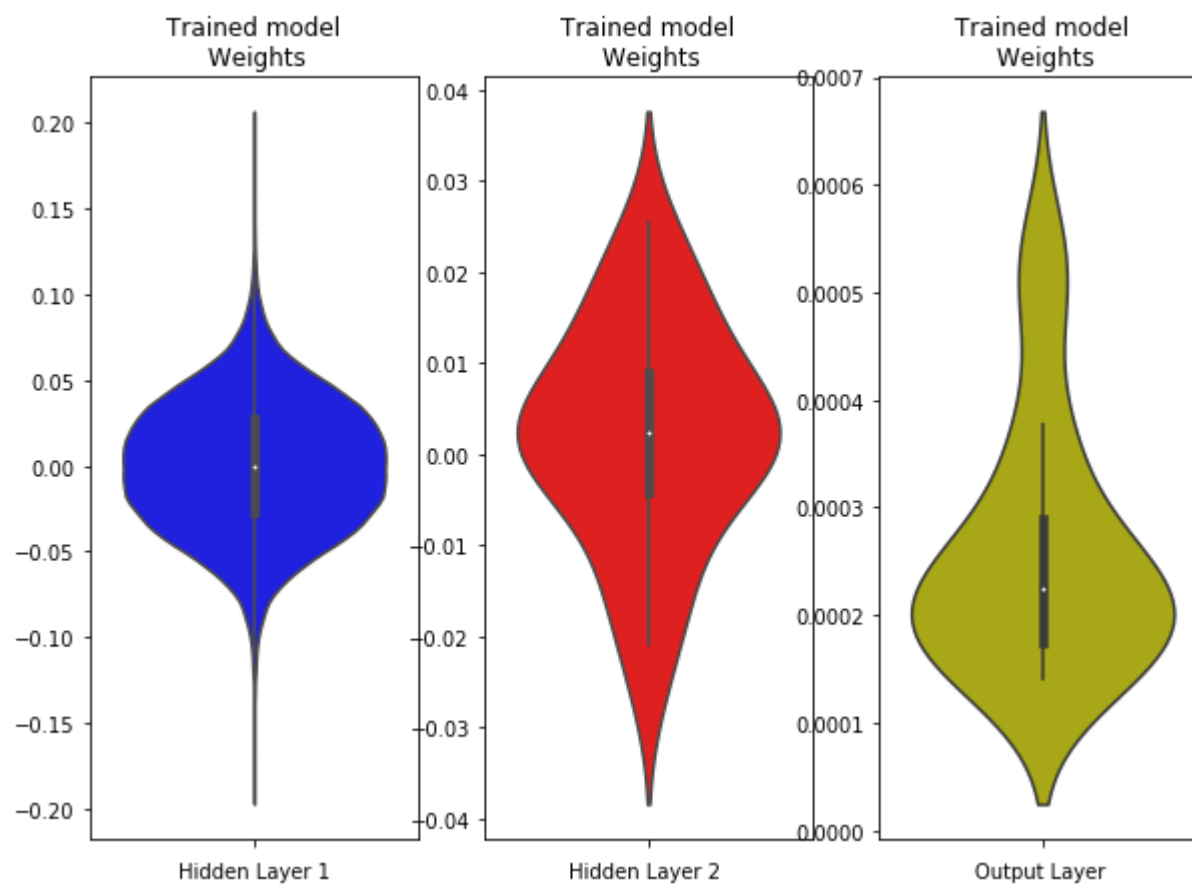 Trained model
Weights
0.20
0.15
0.10
0.05
0.00
−0.05
−0.10
−0.15
−0.20
Hidden Layer 1
Trained model
Weights
0.04
0.03
0.02
0.01
0.00
−0.01
−0.02
−0.03
−0.04
Hidden Layer 2
Trained model
Weights
0.0007
0.0006
0.0005
0.0004
0.0003
0.0002
0.0001
0.0000
Output Layer